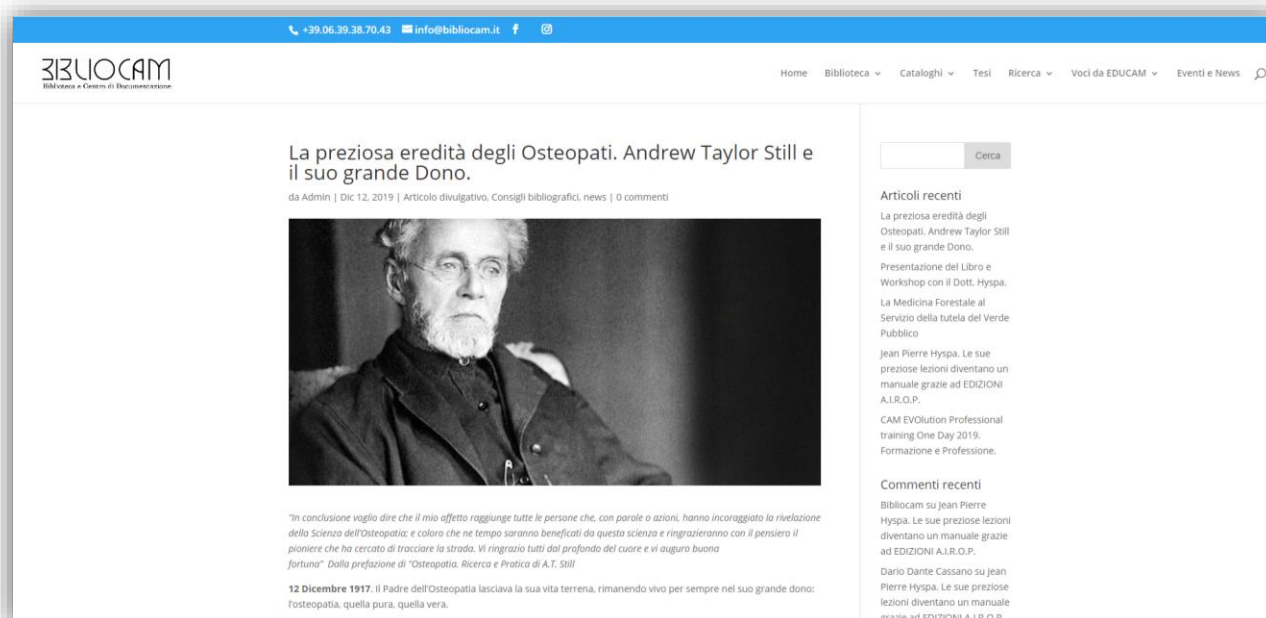 +39.06.39.38.70.43 info@bibliocam.it
BIBLIOCAM
Biblioteca e Centro di Documentazione
Home Biblioteca Cataloghi Tesi Ricerca Voci da EDUCAM Eventi e News
La preziosa eredità degli Osteopati. Andrew Taylor Still e
il suo grande Dono.
da Admin | Dic 12, 2019 | Articolo divulgativo, Consigli bibliografici, news | 0 commenti
"In conclusione voglio dire che il mio affetto raggiunge tutte le persone che, con parole o azioni, hanno incoraggiato la rivelazione
della Scienza dell'Osteopatia; e coloro che ne tempo saranno beneficati da questa scienza e ringrazieranno con il pensiero il
pioniere che ha cercato di tracciare la strada. Vi ringrazio tutti dal profondo del cuore e vi auguro buona
fortuna" Dalla prefazione di "Osteopatia. Ricerca e Pratica di A.T. Still
12 Dicembre 1917. Il Padre dell'Osteopatia lasciava la sua vita terrena, rimanendo vivo per sempre nel suo grande dono:
l'osteopatia, quella pura, quella vera.
Cerca
Articoli recenti
La preziosa eredità degli
Osteopati. Andrew Taylor Still
e il suo grande Dono.
Presentazione del Libro e
Workshop con il Dott. Hyspa.
La Medicina Forestale al
Servizio della tutela del Verde
Pubblico
Jean Pierre Hyspa. Le sue
preziose lezioni diventano un
manuale grazie ad EDIZIONI
A.I.R.O.P.
CAM EVOlution Professional
training One Day 2019.
Formazione e Professione.
Commenti recenti
Bibliocam su Jean Pierre
Hyspa. Le sue preziose lezioni
diventano un manuale grazie
ad EDIZIONI A.I.R.O.P.
Dario Dante Cassano su Jean
Pierre Hyspa. Le sue preziose
lezioni diventano un manuale
grazie ad EDIZIONI A.I.R.O.P.